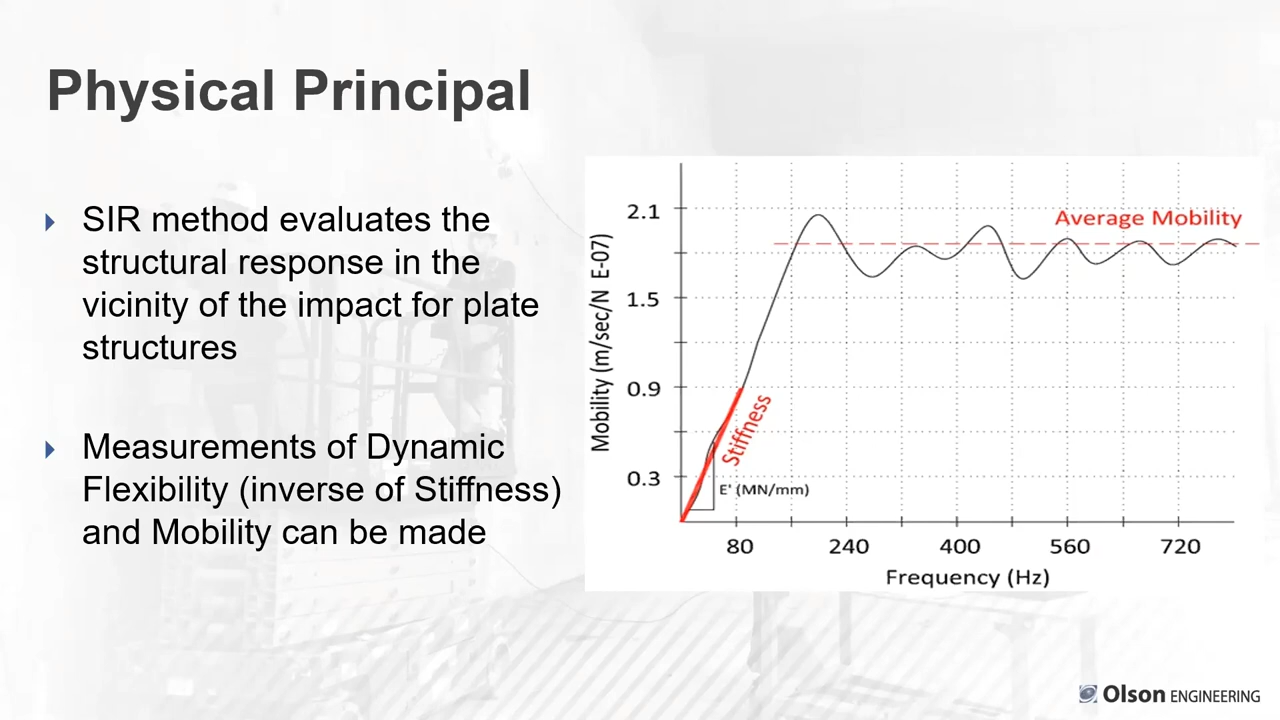 Physical Principal
SIR method evaluates the
structural response in the
vicinity of the impact for plate
structures
Measurements of Dynamic
Flexibility (inverse of Stiffness)
and Mobility can be made
Mobility (m/sec/N E-07)
2.1
1.5
0.9
0.3
Average Mobility
Stiffness
E' (MN/mm)
80 240 400 560 720
Frequency (Hz)
Olson ENGINEERING